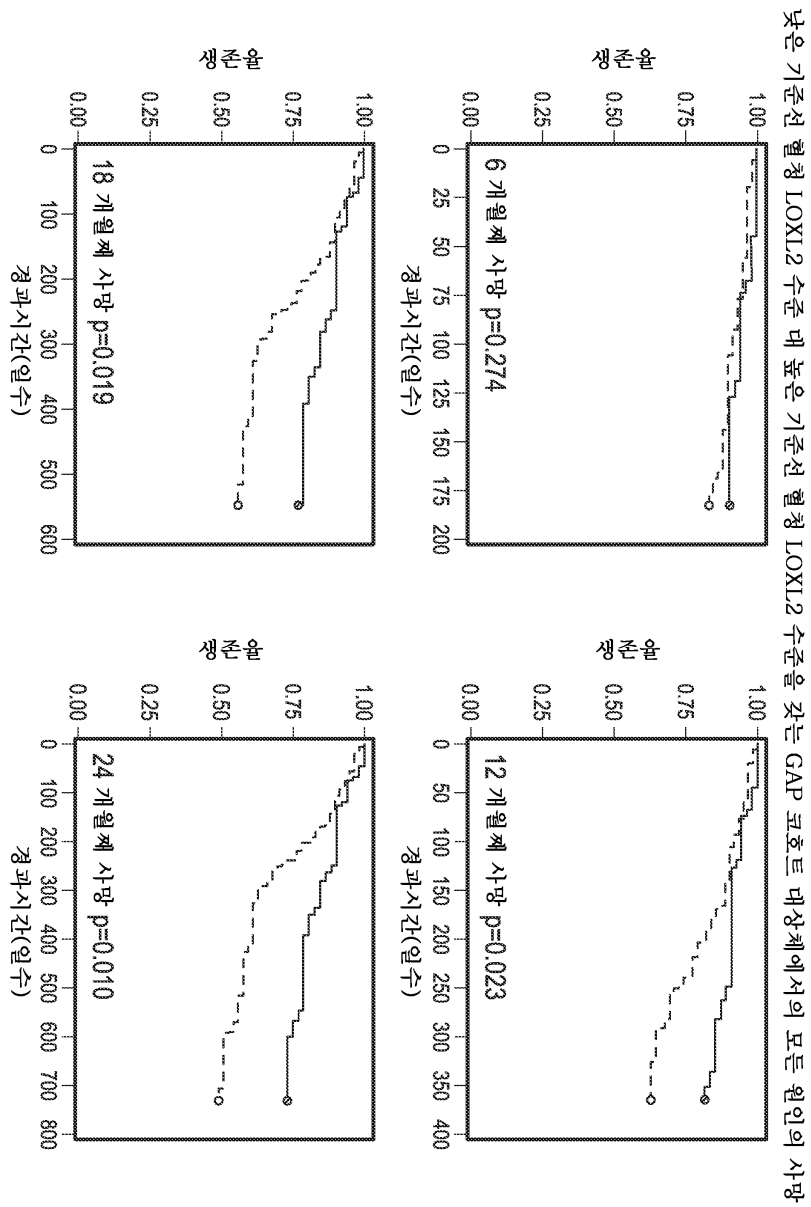 낮은 기준선 혈청 LOXL2 수준 대 높은 기준선 혈청 LOXL2 수준을 갖는 GAP 코호트 대상체에서의 모든 원인의 사망
생존율
1.00
0.75
0.50
0.25
0.00
6 개월째 사망 p=0.274
0 25 50 75 100 125 150 175 200
경과시간(일수)
생존율
1.00
0.75
0.50
0.25
0.00
12 개월째 사망 p=0.023
0 50 100 150 200 250 300 350 400
경과시간(일수)
생존율
1.00
0.75
0.50
0.25
0.00
18 개월째 사망 p=0.019
0 100 200 300 400 500 600
경과시간(일수)
생존율
1.00
0.75
0.50
0.25
0.00
24 개월째 사망 p=0.010
0 100 200 300 400 500 600 700 800
경과시간(일수)